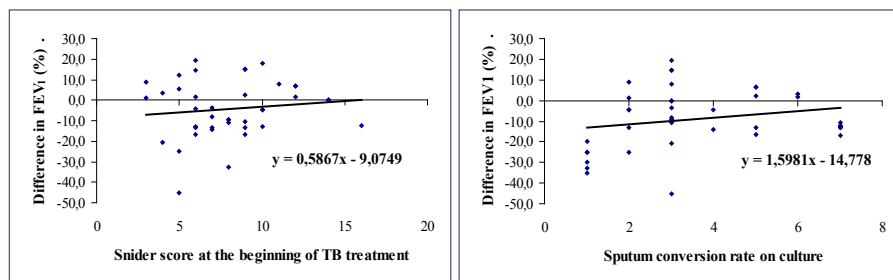 Difference in FEV₁ (%) .
30,0
20,0
10,0
0,0
-10,0
-20,0
-30,0
-40,0
-50,0
y = 0,5867x - 9,0749
0 5 10 15 20
Snider score at the beginning of TB treatment
Difference in FEV1 (%) .
30,0
20,0
10,0
0,0
-10,0
-20,0
-30,0
-40,0
-50,0
y = 1,5981x - 14,778
0 2 4 6 8
Sputum conversion rate on culture